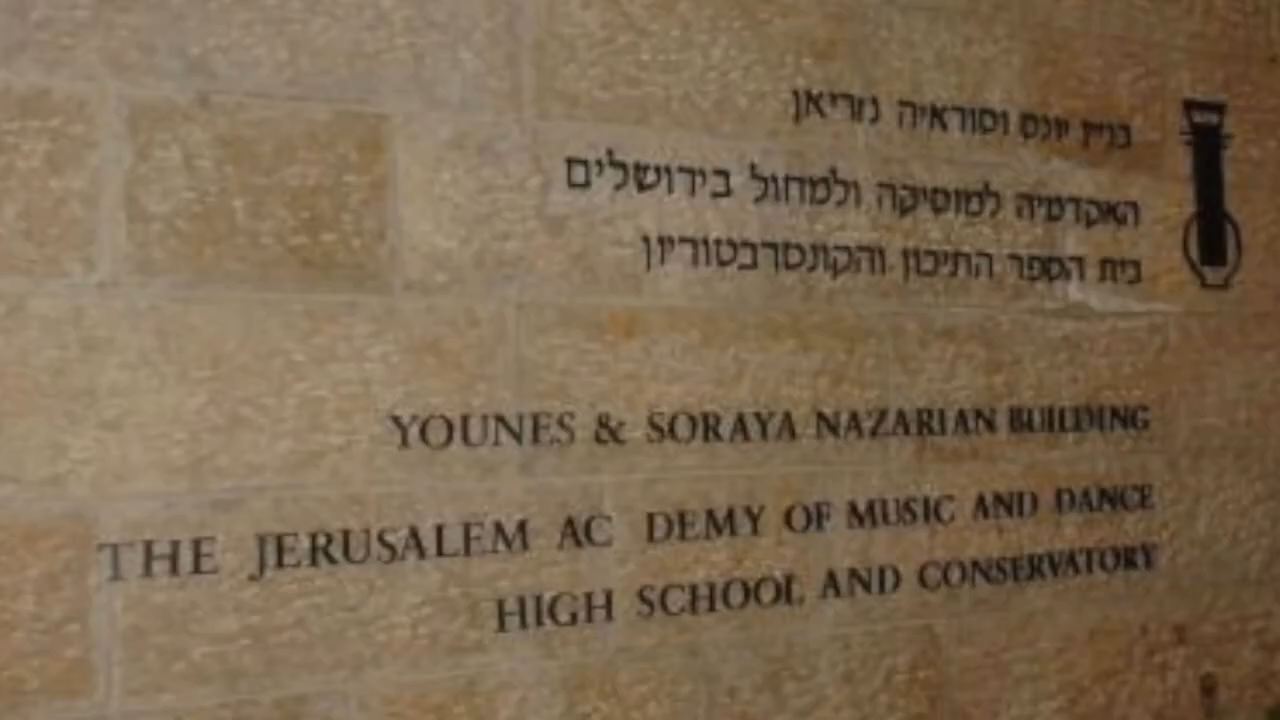 בנין יונס וסוראיה נזריאן
האקדמיה למוסיקה ולמחול בירושלים
בית הספר התיכון והקונסרבטוריון
YOUNES & SORAYA NAZARIAN BUILDING
THE JERUSALEM AC DEMY OF MUSIC AND DANCE
HIGH SCHOOL AND CONSERVATORY